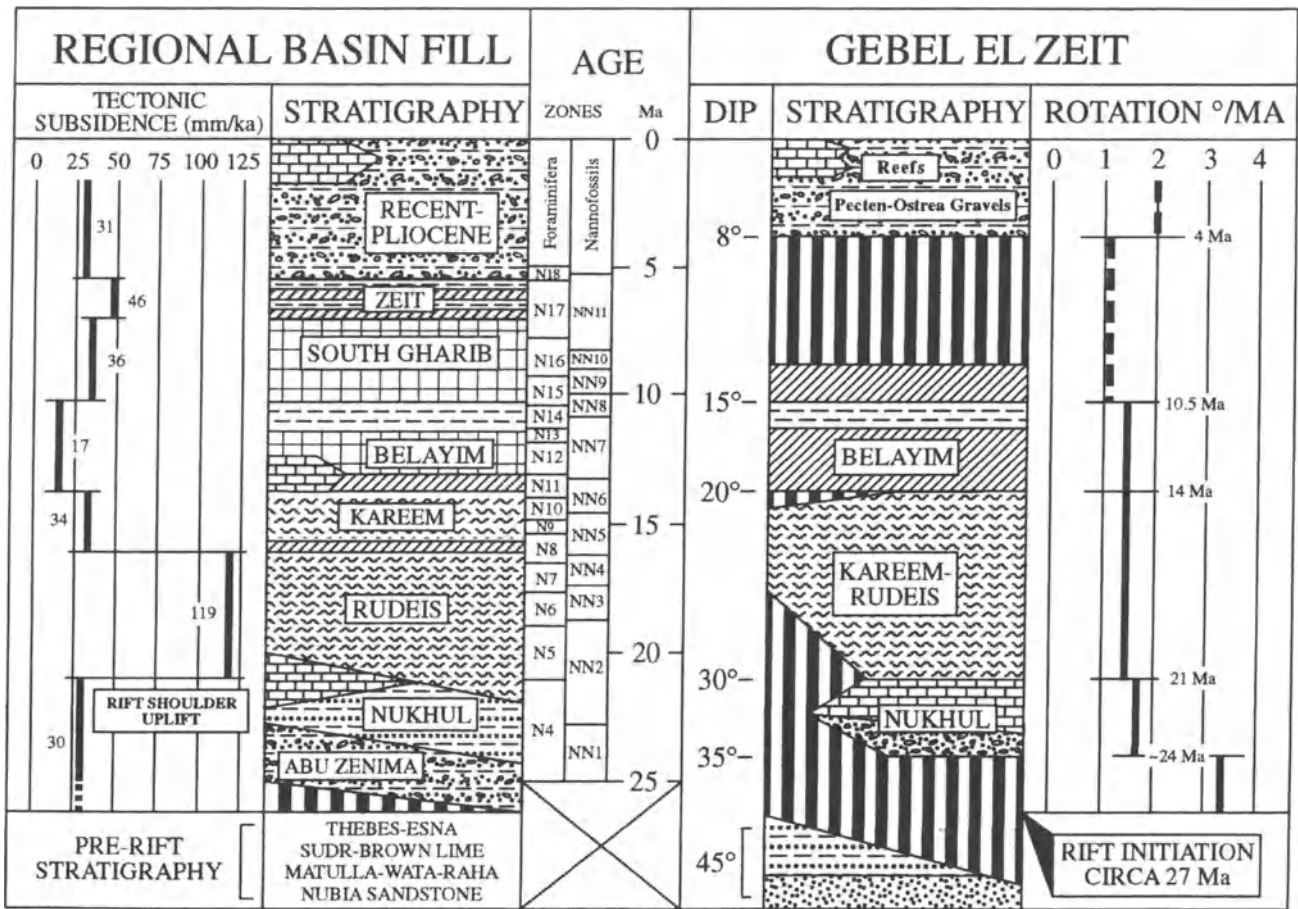 REGIONAL BASIN FILL
AGE
GEBEL EL ZEIT
TECTONIC
SUBSIDENCE (mm/ka)
STRATIGRAPHY
ZONES
Ma
DIP
STRATIGRAPHY
ROTATION °/MA
0 25 50 75 100 125
0 1 2 3 4
31
46
36
17
34
119
30
RIFT SHOULDER
UPLIFT
RECENT-
PLIOCENE
ZEIT
SOUTH GHARIB
BELAYIM
KAREEM
RUDEIS
NUKHUL
ABU ZENIMA
Foraminifera
N18
N17
N16
N15
N14
N13
N12
N11
N10
N9
N8
N7
N6
N5
N4
Nannofossils
NN11
NN10
NN9
NN8
NN7
NN6
NN5
NN4
NN3
NN2
NN1
0
5
10
15
20
25
8°
15°
20°
30°
35°
45°
Reefs
Pecten-Ostrea Gravels
BELAYIM
KAREEM-
RUDEIS
NUKHUL
4 Ma
10.5 Ma
14 Ma
21 Ma
~24 Ma
PRE-RIFT
STRATIGRAPHY
THEBES-ESNA
SUDR-BROWN LIME
MATULLA-WATA-RAHA
NUBIA SANDSTONE
RIFT INITIATION
CIRCA 27 Ma